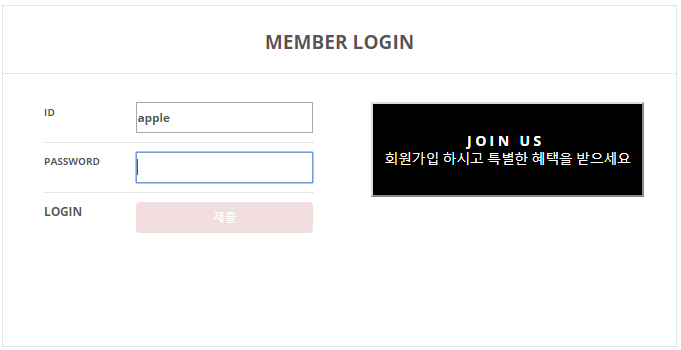 MEMBER LOGIN
ID
apple
PASSWORD
LOGIN
제출
JOIN US
회원가입 하시고 특별한 혜택을 받으세요